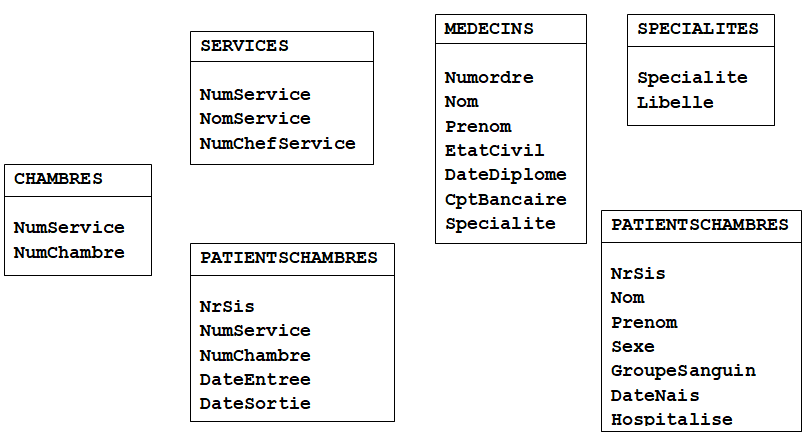 SERVICES
NumService
NomService
NumChefService
MEDECINS
Numordre
Nom
Prenom
EtatCivil
DateDiplome
CptBancaire
Specialite
SPECIALITES
Specialite
Libelle
CHAMBRES
NumService
NumChambre
PATIENTSCHAMBRES
NrSis
NumService
NumChambre
DateEntree
DateSortie
PATIENTSCHAMBRES
NrSis
Nom
Prenom
Sexe
GroupeSanguin
DateNais
Hospitalise